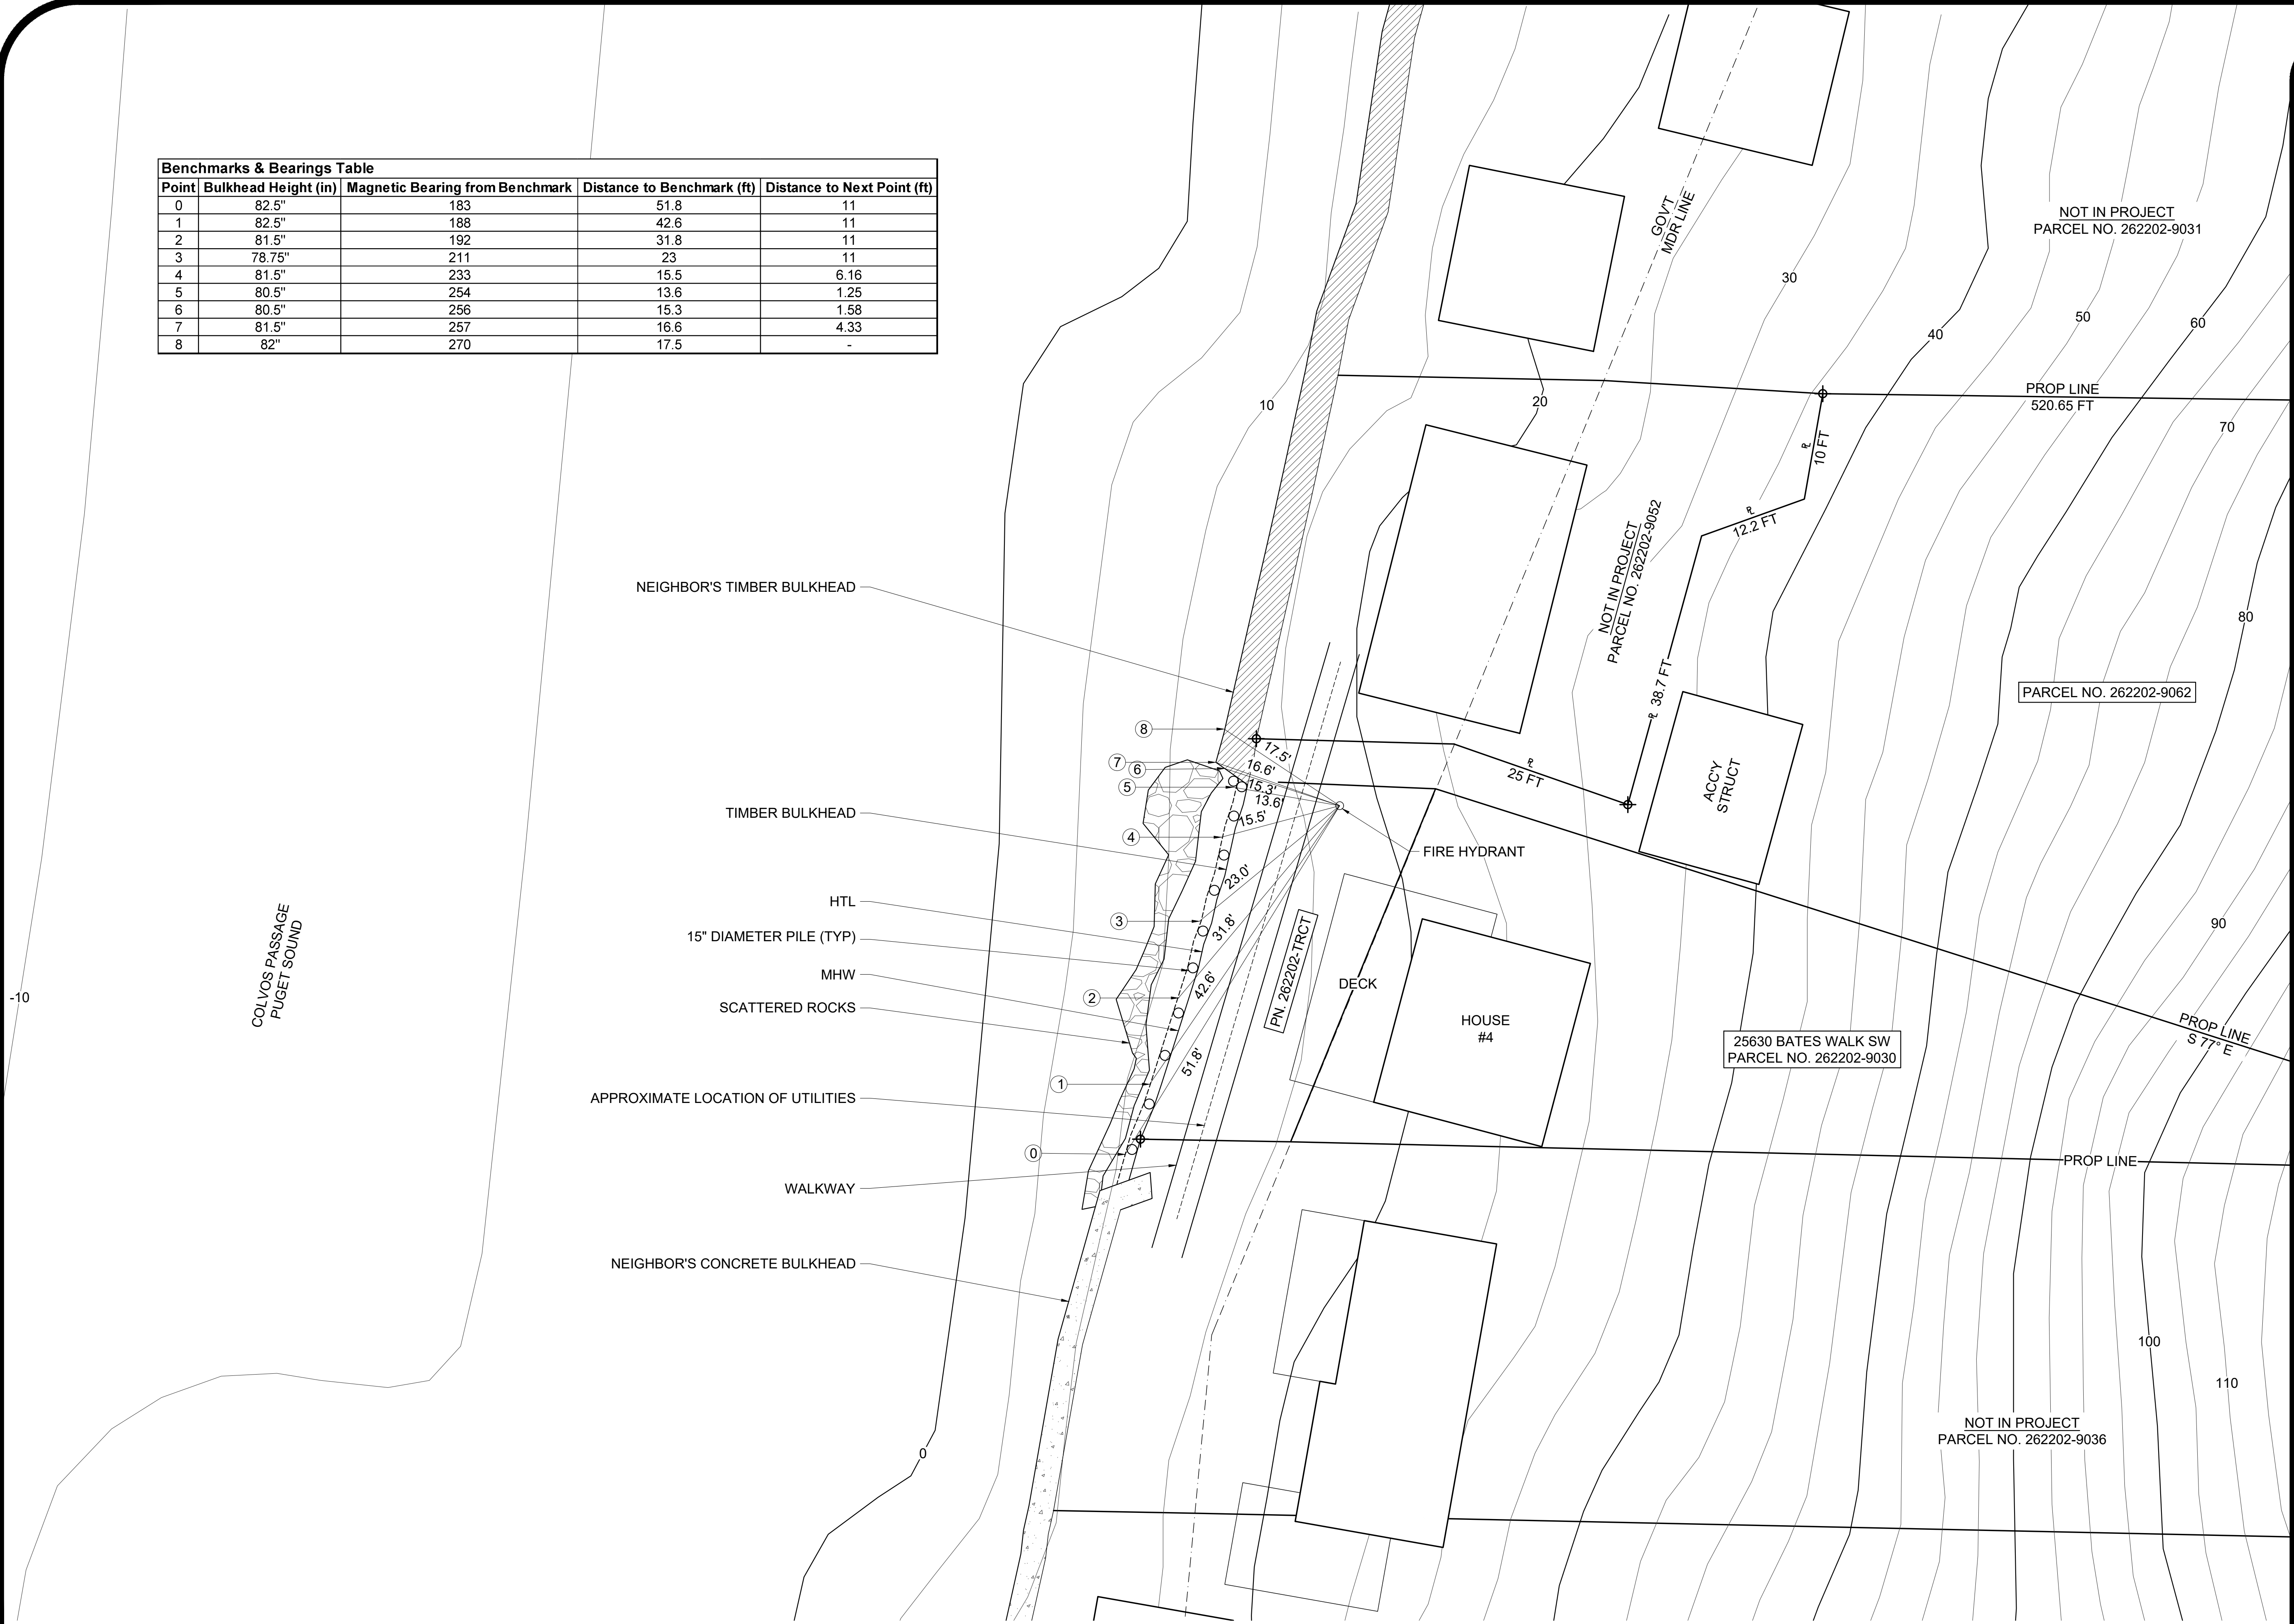 Benchmarks & Bearings Table
Point Bulkhead Height (in) Magnetic Bearing from Benchmark Distance to Benchmark (ft) Distance to Next Point (ft)
0 82.5" 183 51.8 11
1 82.5" 188 42.6 11
2 81.5" 192 31.8 11
3 78.75" 211 23 11
4 81.5" 233 15.5 6.16
5 80.5" 254 13.6 1.25
6 80.5" 256 15.3 1.58
7 81.5" 257 16.6 4.33
8 82" 270 17.5 -
GOV'T
MDR LINE
NOT IN PROJECT
PARCEL NO. 262202-9031
30
50
60
40
10
20
PROP LINE
520.65 FT
70
℞ 10 FT
℞
12.2 FT
NOT IN PROJECT
PARCEL NO. 262202-9052
NEIGHBOR'S TIMBER BULKHEAD
80
℞ 38.7 FT
PARCEL NO. 262202-9062
8
7
6
5
17.5'
16.6'
15.3'
13.6'
15.5'
℞
25 FT
ACC'Y
STRUCT
TIMBER BULKHEAD
4
FIRE HYDRANT
23.0'
HTL
3
31.8'
90
15" DIAMETER PILE (TYP)
MHW
2
42.6'
PN. 262202-TRCT
DECK
-10
COLVOS PASSAGE
PUGET SOUND
SCATTERED ROCKS
HOUSE
#4
PROP LINE
S 77° E
25630 BATES WALK SW
PARCEL NO. 262202-9030
51.8'
1
APPROXIMATE LOCATION OF UTILITIES
0
PROP LINE
WALKWAY
NEIGHBOR'S CONCRETE BULKHEAD
100
110
NOT IN PROJECT
PARCEL NO. 262202-9036
0